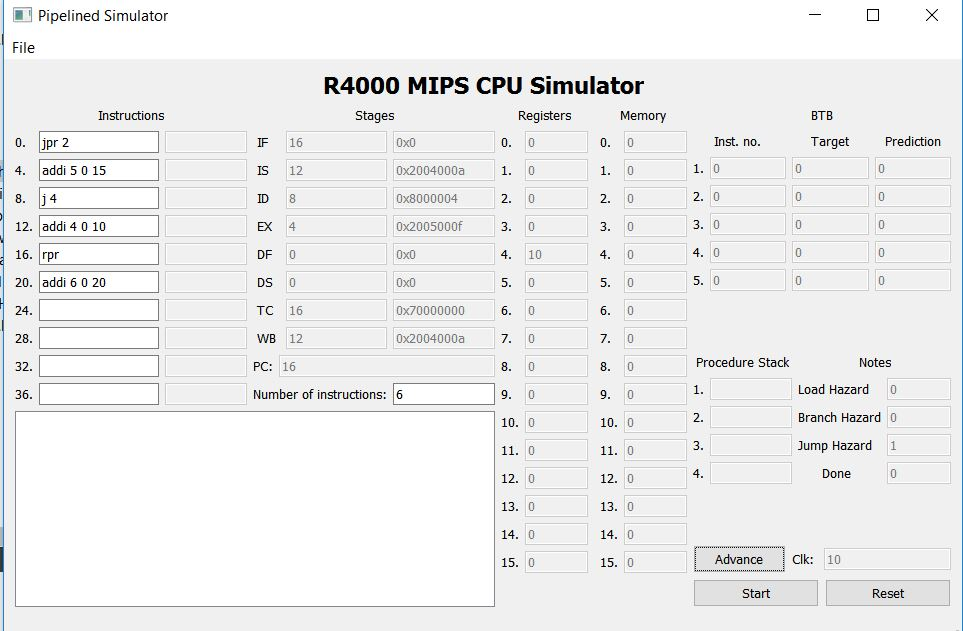 Pipelined Simulator
File
R4000 MIPS CPU Simulator
Instructions Stages Registers Memory BTB
Inst. no. Target Prediction
0. jpr 2 IF 16 0x0 0. 0 0. 0
1. 0 0 0
4. addi 5 0 15 IS 12 0x2004000a 1. 0 1. 0
2. 0 0 0
8. j 4 ID 8 0x8000004 2. 0 2. 0
3. 0 0 0
12. addi 4 0 10 EX 4 0x2005000f 3. 0 3. 0
4. 0 0 0
16. rpr DF 0 0x0 4. 10 4. 0
5. 0 0 0
20. addi 6 0 20 DS 0 0x0 5. 0 5. 0
24. TC 16 0x70000000 6. 0 6. 0
28. WB 12 0x2004000a 7. 0 7. 0
Procedure Stack Notes
32. PC: 16 8. 0 8. 0
1. Load Hazard 0
36. Number of instructions: 6 9. 0 9. 0
2. Branch Hazard 0
10. 0 10. 0
3. Jump Hazard 1
11. 0 11. 0
4. Done 0
12. 0 12. 0
13. 0 13. 0
14. 0 14. 0
15. 0 15. 0
Advance Clk: 10
Start Reset